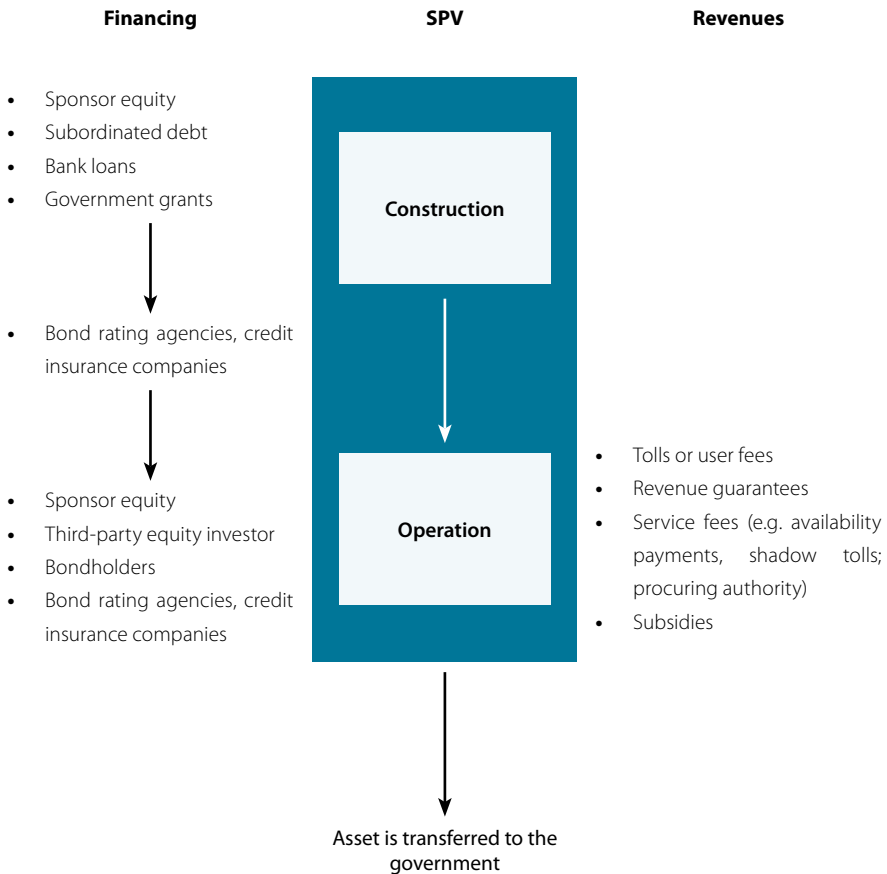 Financing
SPV
Revenues
• Sponsor equity
• Subordinated debt
• Bank loans
• Government grants
Construction
• Bond rating agencies, credit
insurance companies
• Sponsor equity
• Third-party equity investor
• Bondholders
• Bond rating agencies, credit
insurance companies
Operation
• Tolls or user fees
• Revenue guarantees
• Service fees (e.g. availability
payments, shadow tolls;
procuring authority)
• Subsidies
Asset is transferred to the
government